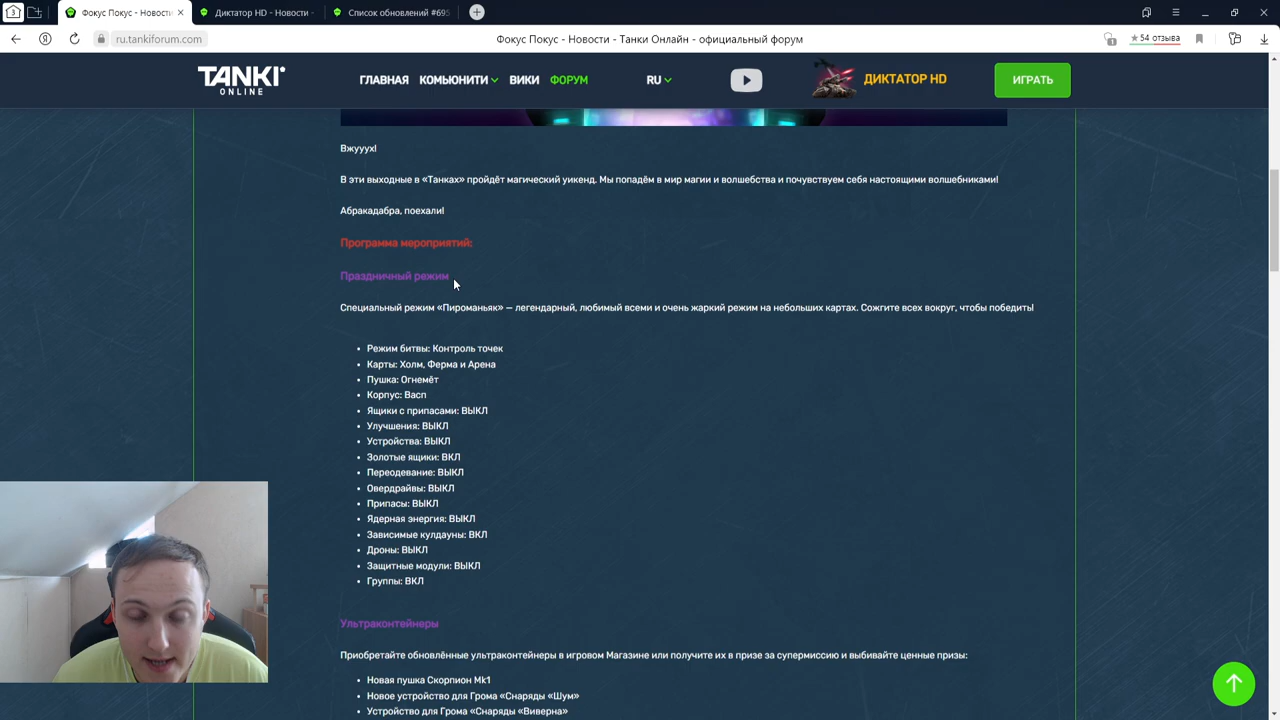 3
Фокус Покус - Новости
Диктатор HD - Новости -
Список обновлений #695
ru.tankiforum.com
Фокус Покус - Новости - Танки Онлайн - официальный форум
54 отзыва
TANKI
ONLINE
ГЛАВНАЯ
КОМЬЮНИТИ
ВИКИ
ФОРУМ
RU
ДИКТАТОР HD
ИГРАТЬ
Вжууух!
В эти выходные в «Танках» пройдёт магический уикенд. Мы попадём в мир магии и волшебства и почувствуем себя настоящими волшебниками!
Абракадабра, поехали!
Программа мероприятий:
Праздничный режим
Специальный режим «Пироманьяк» — легендарный, любимый всеми и очень жаркий режим на небольших картах. Сожгите всех вокруг, чтобы победить!
• Режим битвы: Контроль точек
• Карты: Холм, Ферма и Арена
• Пушка: Огнемёт
• Корпус: Васп
• Ящики с припасами: ВЫКЛ
• Улучшения: ВЫКЛ
• Устройства: ВЫКЛ
• Золотые ящики: ВКЛ
• Переодевание: ВЫКЛ
• Овердрайвы: ВЫКЛ
• Припасы: ВЫКЛ
• Ядерная энергия: ВЫКЛ
• Зависимые кулдауны: ВКЛ
• Дроны: ВЫКЛ
• Защитные модули: ВЫКЛ
• Группы: ВКЛ
Ультраконтейнеры
Приобретайте обновлённые ультраконтейнеры в игровом Магазине или получите их в призе за супермиссию и выбивайте ценные призы:
• Новая пушка Скорпион Mk1
• Новое устройство для Грома «Снаряды «Шум»
• Устройство для Грома «Снаряды «Виверна»